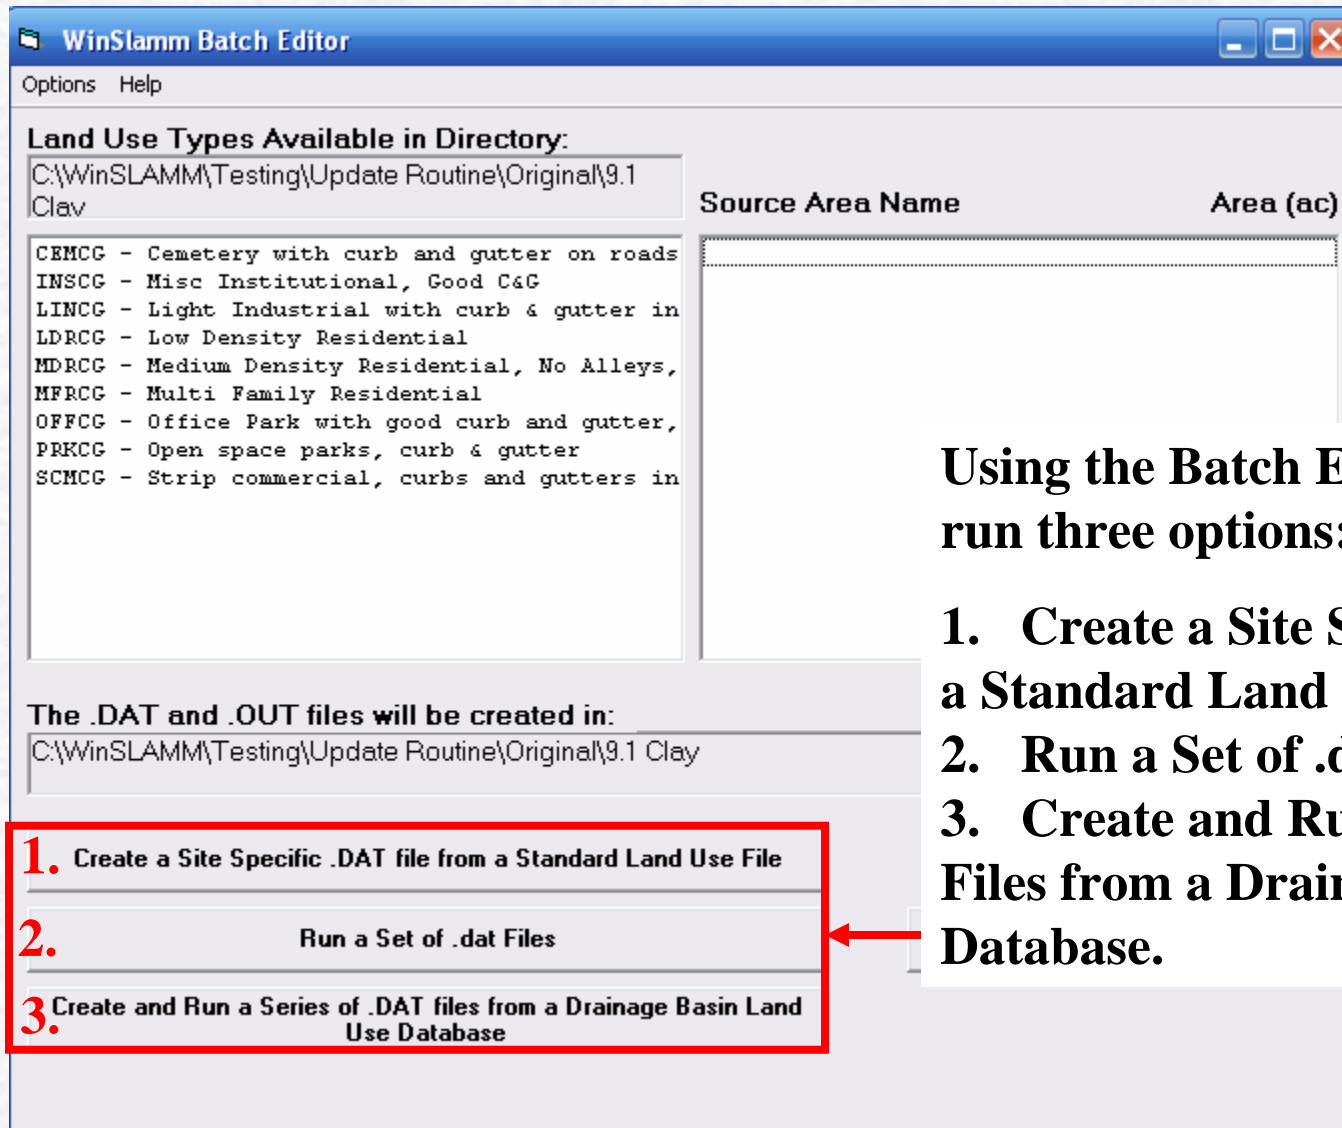 WinSlamm Batch Editor
Options Help
Land Use Types Available in Directory:
C:\WinSLAMM\Testing\Update Routine\Original\9.1
Clay
Source Area Name Area (ac)
CEMCG - Cemetery with curb and gutter on roads
INSCG - Misc Institutional, Good C&G
LINCG - Light Industrial with curb & gutter in
LDRCG - Low Density Residential
MDRCG - Medium Density Residential, No Alleys,
MFRCG - Multi Family Residential
OFFCG - Office Park with good curb and gutter,
PRKCG - Open space parks, curb & gutter
SCMCG - Strip commercial, curbs and gutters in
The .DAT and .OUT files will be created in:
C:\WinSLAMM\Testing\Update Routine\Original\9.1 Clay
1. Create a Site Specific .DAT file from a Standard Land Use File
2. Run a Set of .dat Files
3. Create and Run a Series of .DAT files from a Drainage Basin Land
Use Database
Using the Batch E
run three options:
1. Create a Site S
a Standard Land
2. Run a Set of .d
3. Create and Ru
Files from a Drain
Database.